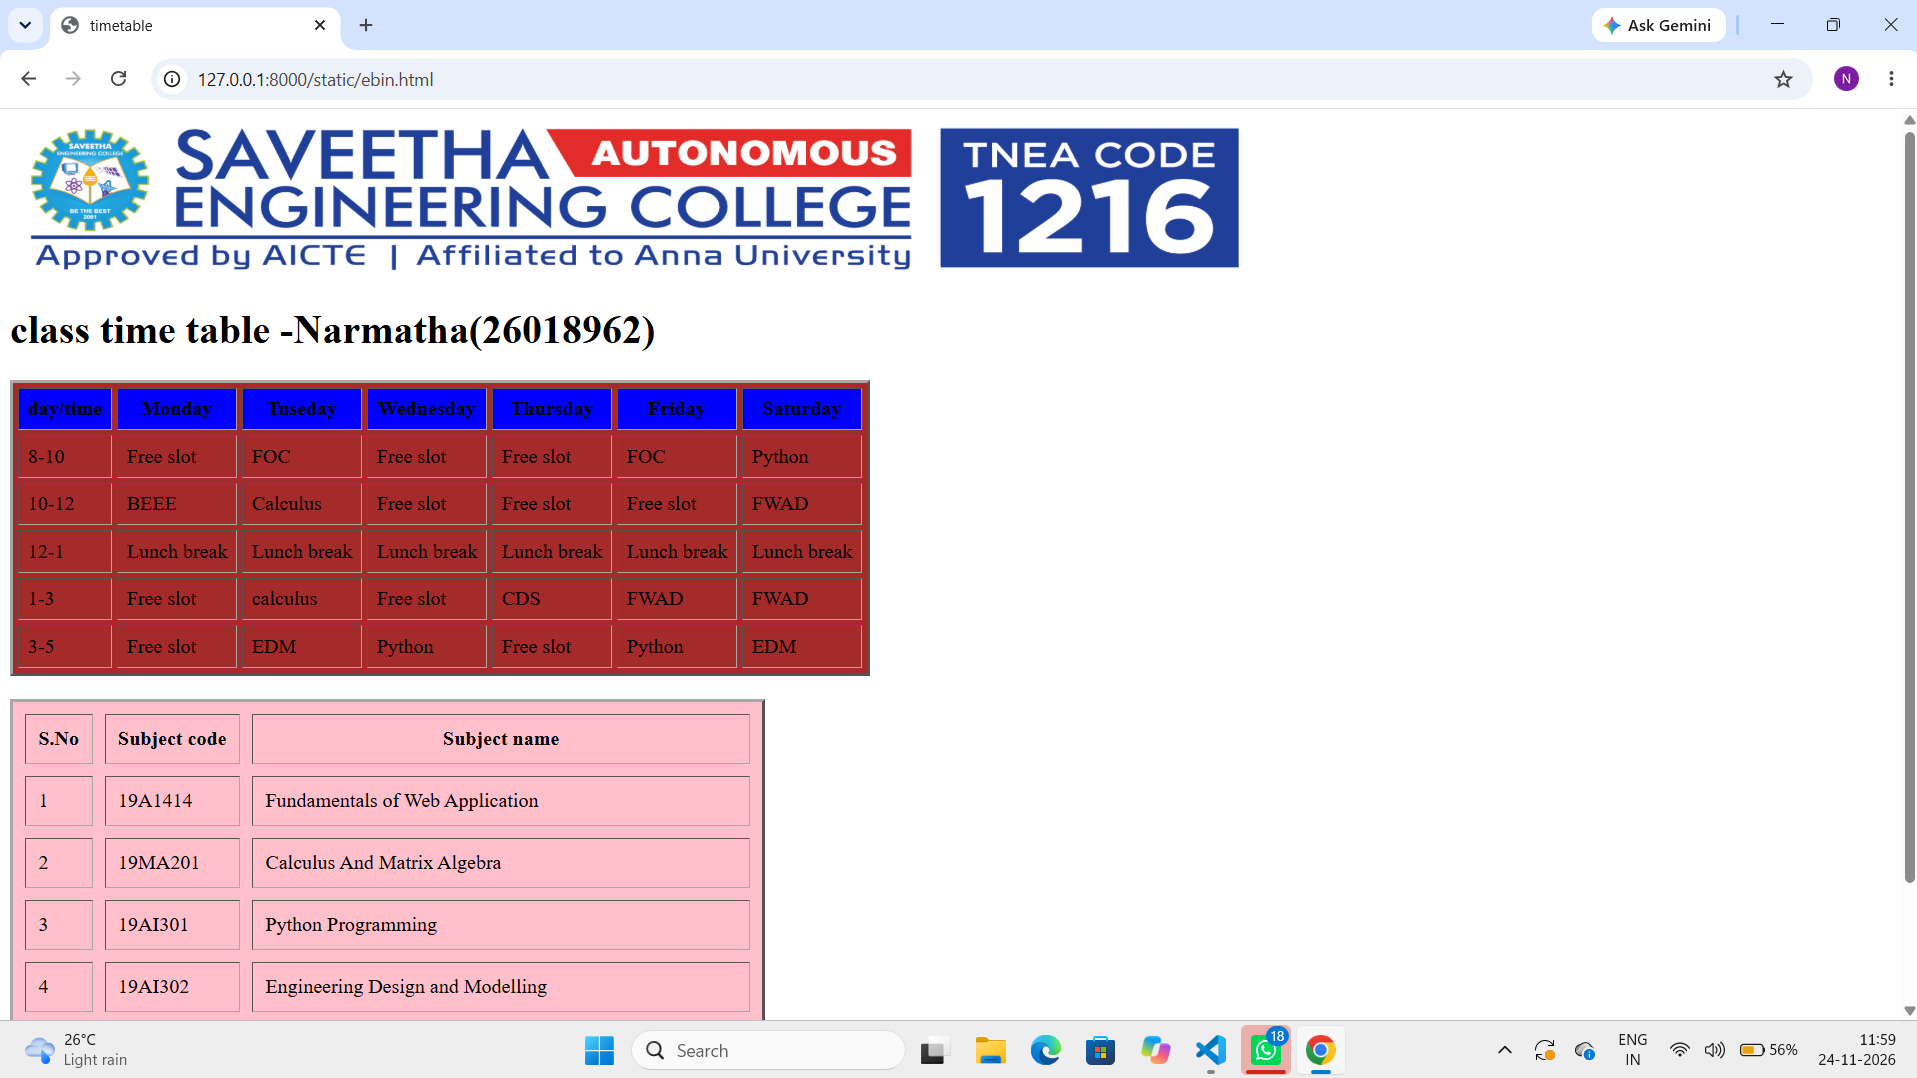 timetable
Ask Gemini
127.0.0.1:8000/static/ebin.html
N
SAVEETHA
ENGINEERING COLLEGE
BE THE BEST
2001
SAVEETHA AUTONOMOUS
ENGINEERING COLLEGE
Approved by AICTE | Affiliated to Anna University
TNEA CODE
1216
class time table -Narmatha(26018962)
day/time Monday Tuseday Wednesday Thursday Friday Saturday
8-10 Free slot FOC Free slot Free slot FOC Python
10-12 BEEE Calculus Free slot Free slot Free slot FWAD
12-1 Lunch break Lunch break Lunch break Lunch break Lunch break Lunch break
1-3 Free slot calculus Free slot CDS FWAD FWAD
3-5 Free slot EDM Python Free slot Python EDM
S.No Subject code Subject name
1 19A1414 Fundamentals of Web Application
2 19MA201 Calculus And Matrix Algebra
3 19AI301 Python Programming
4 19AI302 Engineering Design and Modelling
26°C
Light rain
Search
18
ENG
IN
56%
11:59
24-11-2026